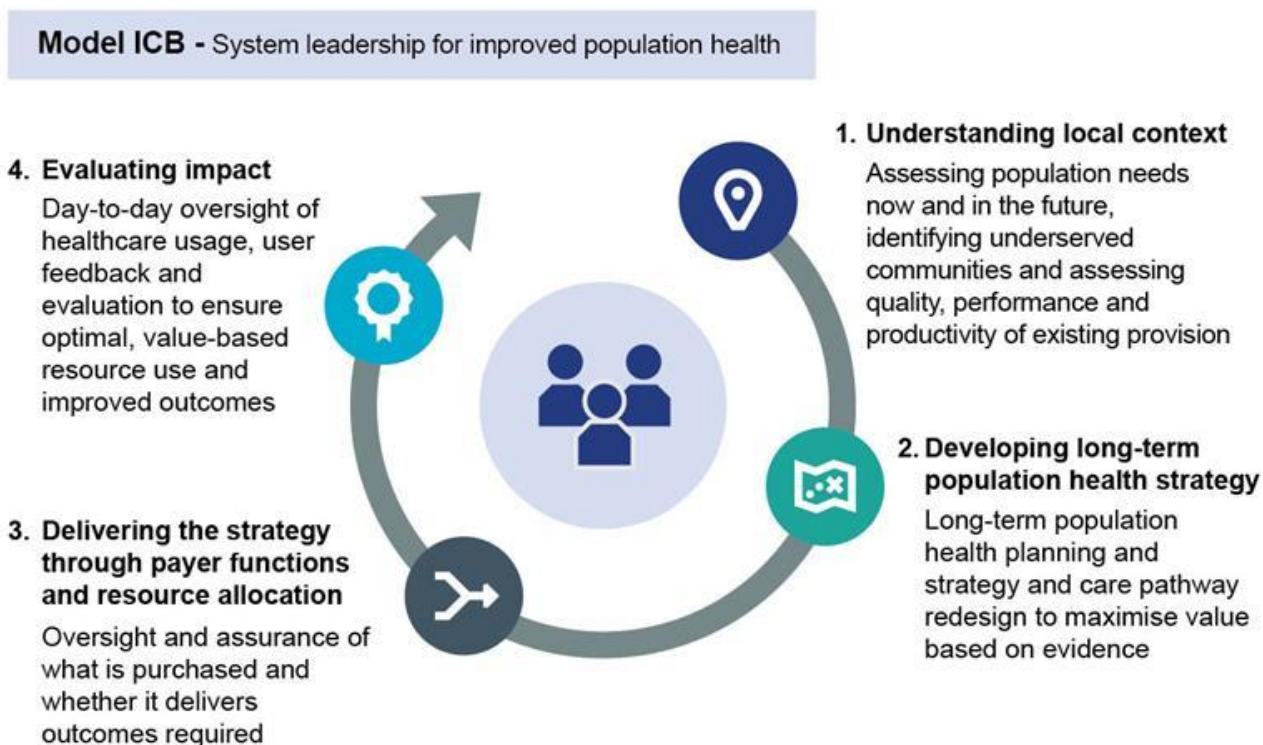 Model ICB - System leadership for improved population health
1. Understanding local context
Assessing population needs
now and in the future,
identifying underserved
communities and assessing
quality, performance and
productivity of existing provision
2. Developing long-term
population health strategy
Long-term population
health planning and
strategy and care pathway
redesign to maximise value
based on evidence
3. Delivering the strategy
through payer functions
and resource allocation
Oversight and assurance of
what is purchased and
whether it delivers
outcomes required
4. Evaluating impact
Day-to-day oversight of
healthcare usage, user
feedback and
evaluation to ensure
optimal, value-based
resource use and
improved outcomes